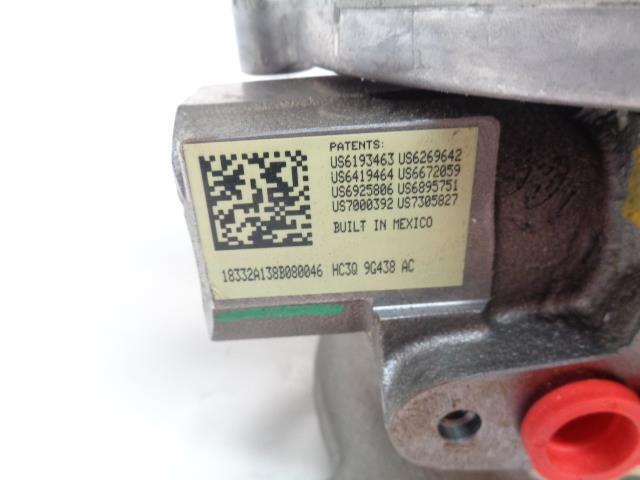 PATENTS:
US6193463 US6269642
US6419464 US6672059
US6925806 US6895751
US7000392 US7305827
BUILT IN MEXICO
18332A138B080046 HC3Q 9G438 AC